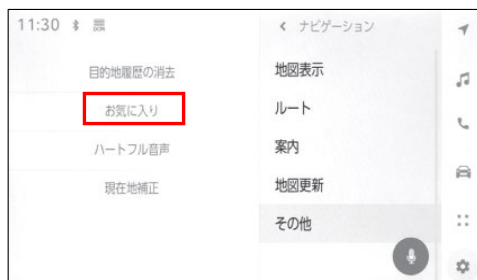 11:30
目的地履歴の消去
お気に入り
ハートフル音声
現在地補正
ナビゲーション
地図表示
ルート
案内
地図更新
その他